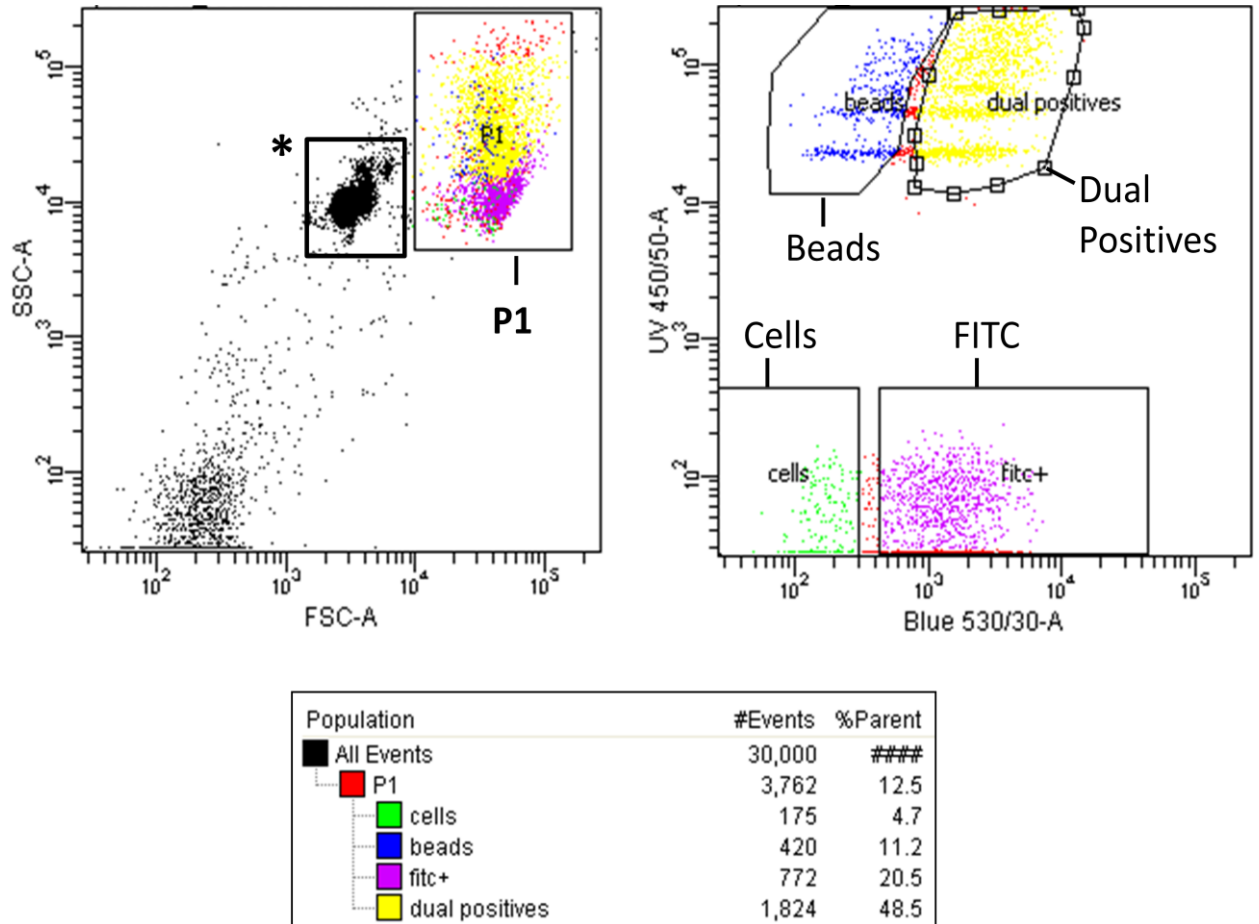 *
P1
P1
SSC-A
10^5
10^4
10^3
10^2
10^2
10^3
10^4
10^5
FSC-A
beads
dual positives
Beads
Dual
Positives
Cells
FITC
cells
fitc+
UV 450/50-A
10^5
10^4
10^3
10^2
10^2
10^3
10^4
10^5
Blue 530/30-A
Population #Events %Parent
All Events 30,000 ####
P1 3,762 12.5
cells 175 4.7
beads 420 11.2
fitc+ 772 20.5
dual positives 1,824 48.5